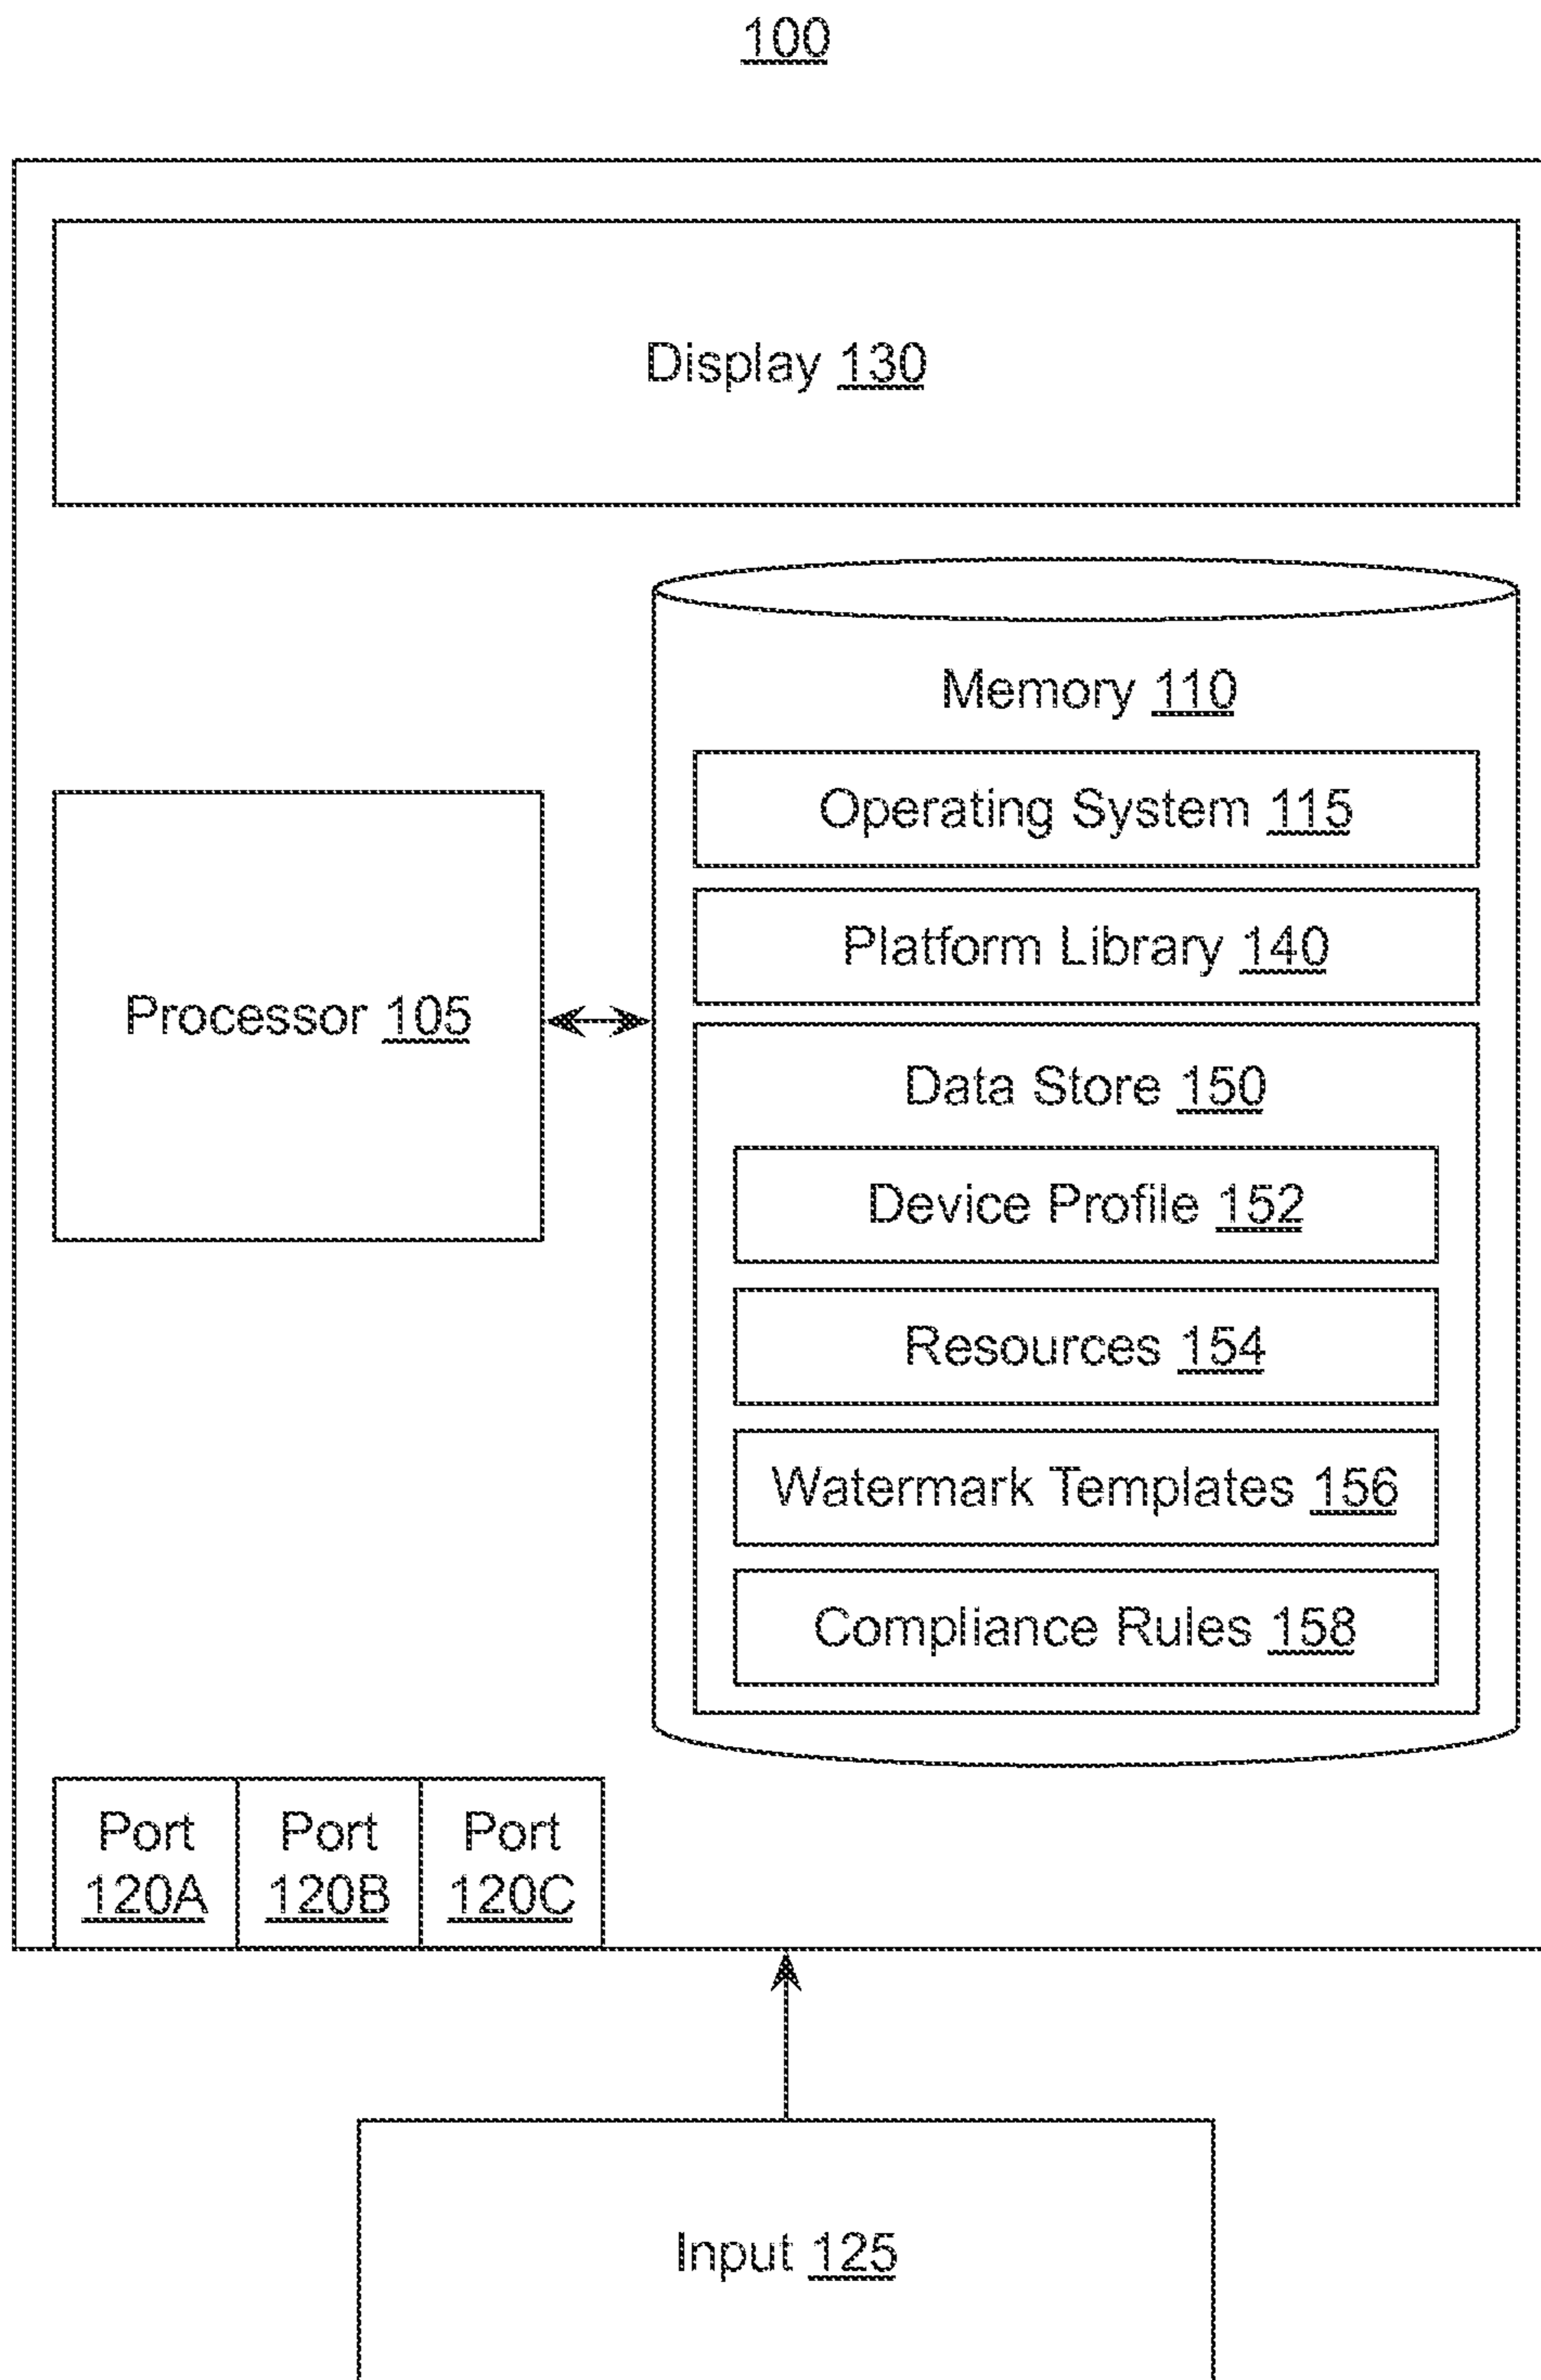 100
Display 130
Memory 110
Operating System 115
Platform Library 140
Processor 105
Data Store 150
Device Profile 152
Resources 154
Watermark Templates 156
Compliance Rules 158
Port 120A
Port 120B
Port 120C
Input 125